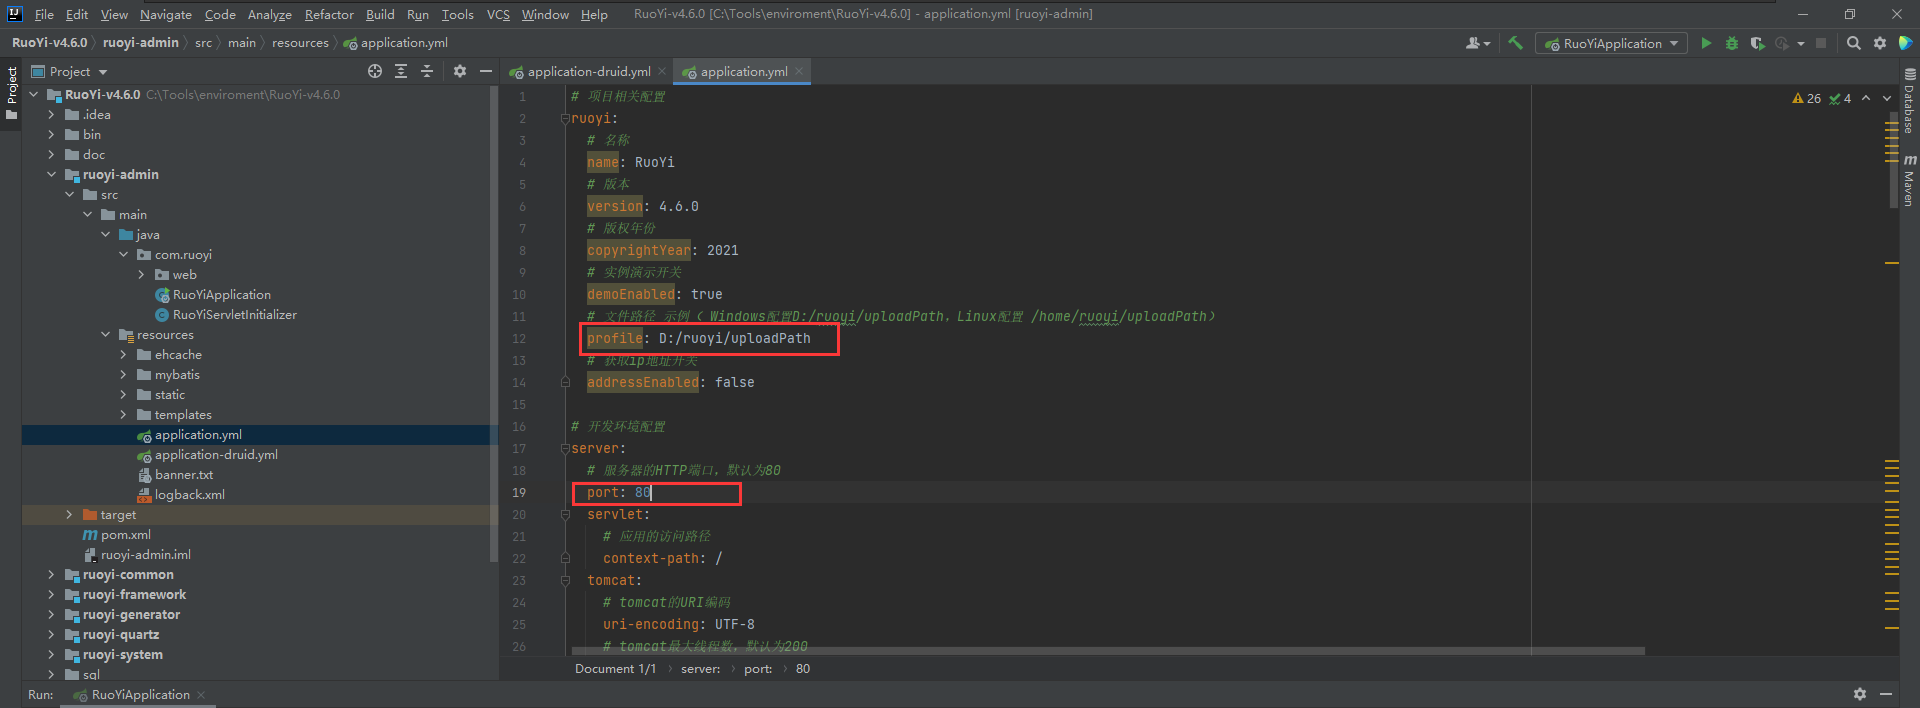 File Edit View Navigate Code Analyze Refactor Build Run Tools VCS Window Help RuoYi-v4.6.0 [C:\Tools\enviroment\RuoYi-v4.6.0] - application.yml [ruoyi-admin]
RuoYi-v4.6.0 ruoyi-admin src main resources application.yml RuoYiApplication
Project
Project
application-druid.yml
application.yml
RuoYi-v4.6.0 C:\Tools\enviroment\RuoYi-v4.6.0
.idea
bin
doc
ruoyi-admin
src
main
java
com.ruoyi
web
RuoYiApplication
RuoYiServletInitializer
resources
ehcache
mybatis
static
templates
application.yml
application-druid.yml
banner.txt
logback.xml
target
pom.xml
ruoyi-admin.iml
ruoyi-common
ruoyi-framework
ruoyi-generator
ruoyi-quartz
ruoyi-system
sql
1 # 项目相关配置
2 ruoyi:
3 # 名称
4 name: RuoYi
5 # 版本
6 version: 4.6.0
7 # 版权年份
8 copyrightYear: 2021
9 # 实例演示开关
10 demoEnabled: true
11 # 文件路径 示例（ Windows配置D:/ruoyi/uploadPath，Linux配置 /home/ruoyi/uploadPath）
12 profile: D:/ruoyi/uploadPath
13 # 获取ip地址开关
14 addressEnabled: false
15
16 # 开发环境配置
17 server:
18 # 服务器的HTTP端口，默认为80
19 port: 80
20 servlet:
21 # 应用的访问路径
22 context-path: /
23 tomcat:
24 # tomcat的URI编码
25 uri-encoding: UTF-8
26 # tomcat最大线程数，默认为200
26 4
Database
Maven
Document 1/1 server: port: 80
Run: RuoYiApplication